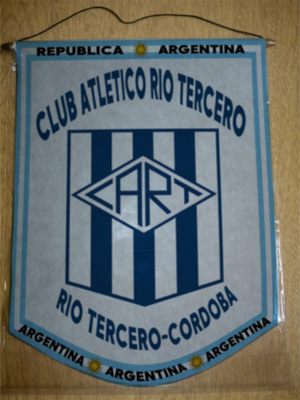 REPUBLICA ARGENTINA
CLUB ATLETICO RIO TERCERO
CART
RIO TERCERO-CORDOBA
ARGENTINA ARGENTINA ARGENTINA